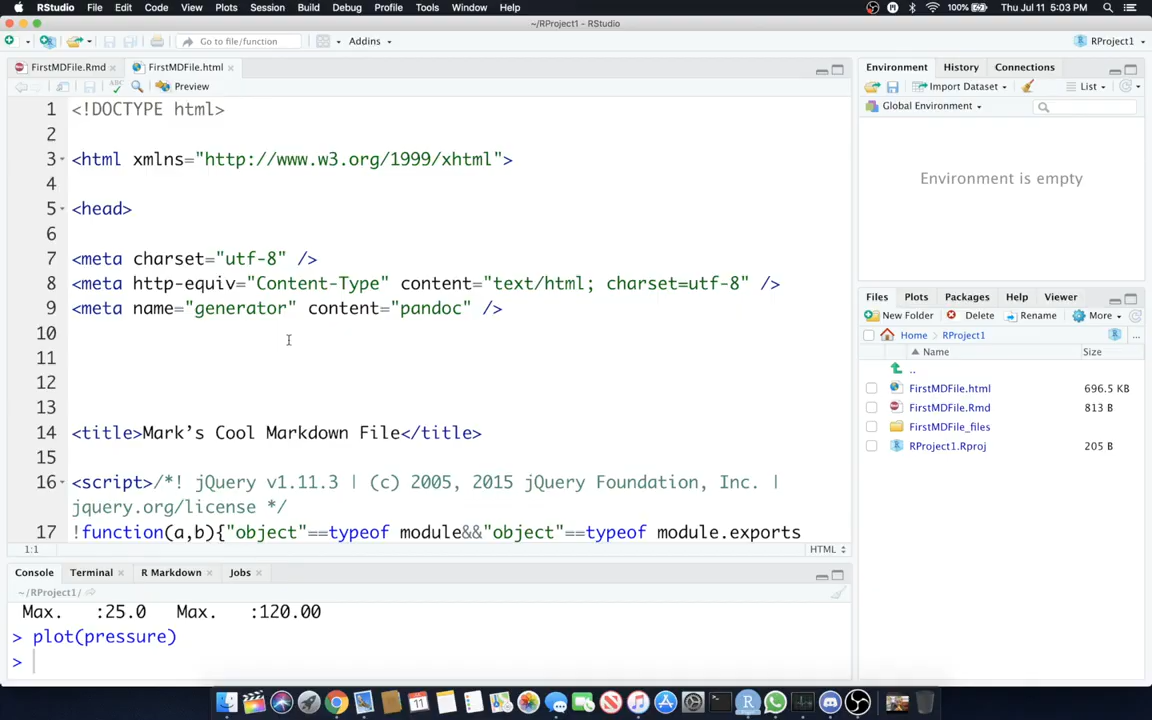 RStudio File Edit Code View Plots Session Build Debug Profile Tools Window Help 100% Thu Jul 11 5:03 PM
~/RProject1 - RStudio
Go to file/function Addins RProject1
FirstMDFile.Rmd FirstMDFile.html
ABC Preview
1 <!DOCTYPE html>
2
3 <html xmlns="http://www.w3.org/1999/xhtml">
4
5 <head>
6
7 <meta charset="utf-8" />
8 <meta http-equiv="Content-Type" content="text/html; charset=utf-8" />
9 <meta name="generator" content="pandoc" />
10
11
12
13
14 <title>Mark’s Cool Markdown File</title>
15
16 <script>/*! jQuery v1.11.3 | (c) 2005, 2015 jQuery Foundation, Inc. |
jquery.org/license */
17 !function(a,b){"object"==typeof module&&"object"==typeof module.exports
1:1 HTML
Console Terminal R Markdown Jobs
~/RProject1/
Max. :25.0 Max. :120.00
> plot(pressure)
>
Environment History Connections
Import Dataset List
Global Environment
Environment is empty
Files Plots Packages Help Viewer
New Folder Delete Rename More
Home RProject1 ...
Name Size
..
FirstMDFile.html 696.5 KB
FirstMDFile.Rmd 813 B
FirstMDFile_files
RProject1.Rproj 205 B
11